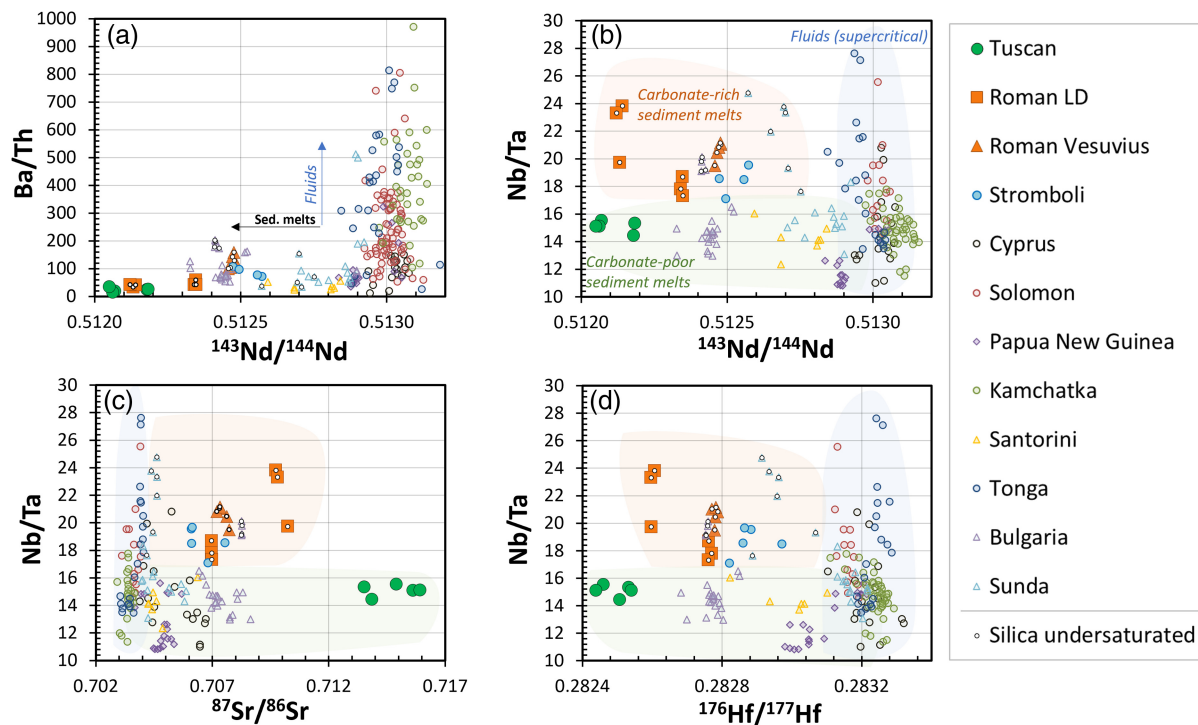 (a)
1000
900
800
700
600
500
400
300
200
100
0
Ba/Th
Fluids
Sed. melts
0.5120
0.5125
0.5130
143Nd/144Nd
(b)
30
28
26
24
22
20
18
16
14
12
10
Nb/Ta
Fluids (supercritical)
Carbonate-rich
sediment melts
Carbonate-poor
sediment melts
0.5120
0.5125
0.5130
143Nd/144Nd
(c)
30
28
26
24
22
20
18
16
14
12
10
Nb/Ta
0.702
0.707
0.712
0.717
87Sr/86Sr
(d)
30
28
26
24
22
20
18
16
14
12
10
Nb/Ta
0.2824
0.2828
0.2832
176Hf/177Hf
Tuscan
Roman LD
Roman Vesuvius
Stromboli
Cyprus
Solomon
Papua New Guinea
Kamchatka
Santorini
Tonga
Bulgaria
Sunda
Silica undersaturated